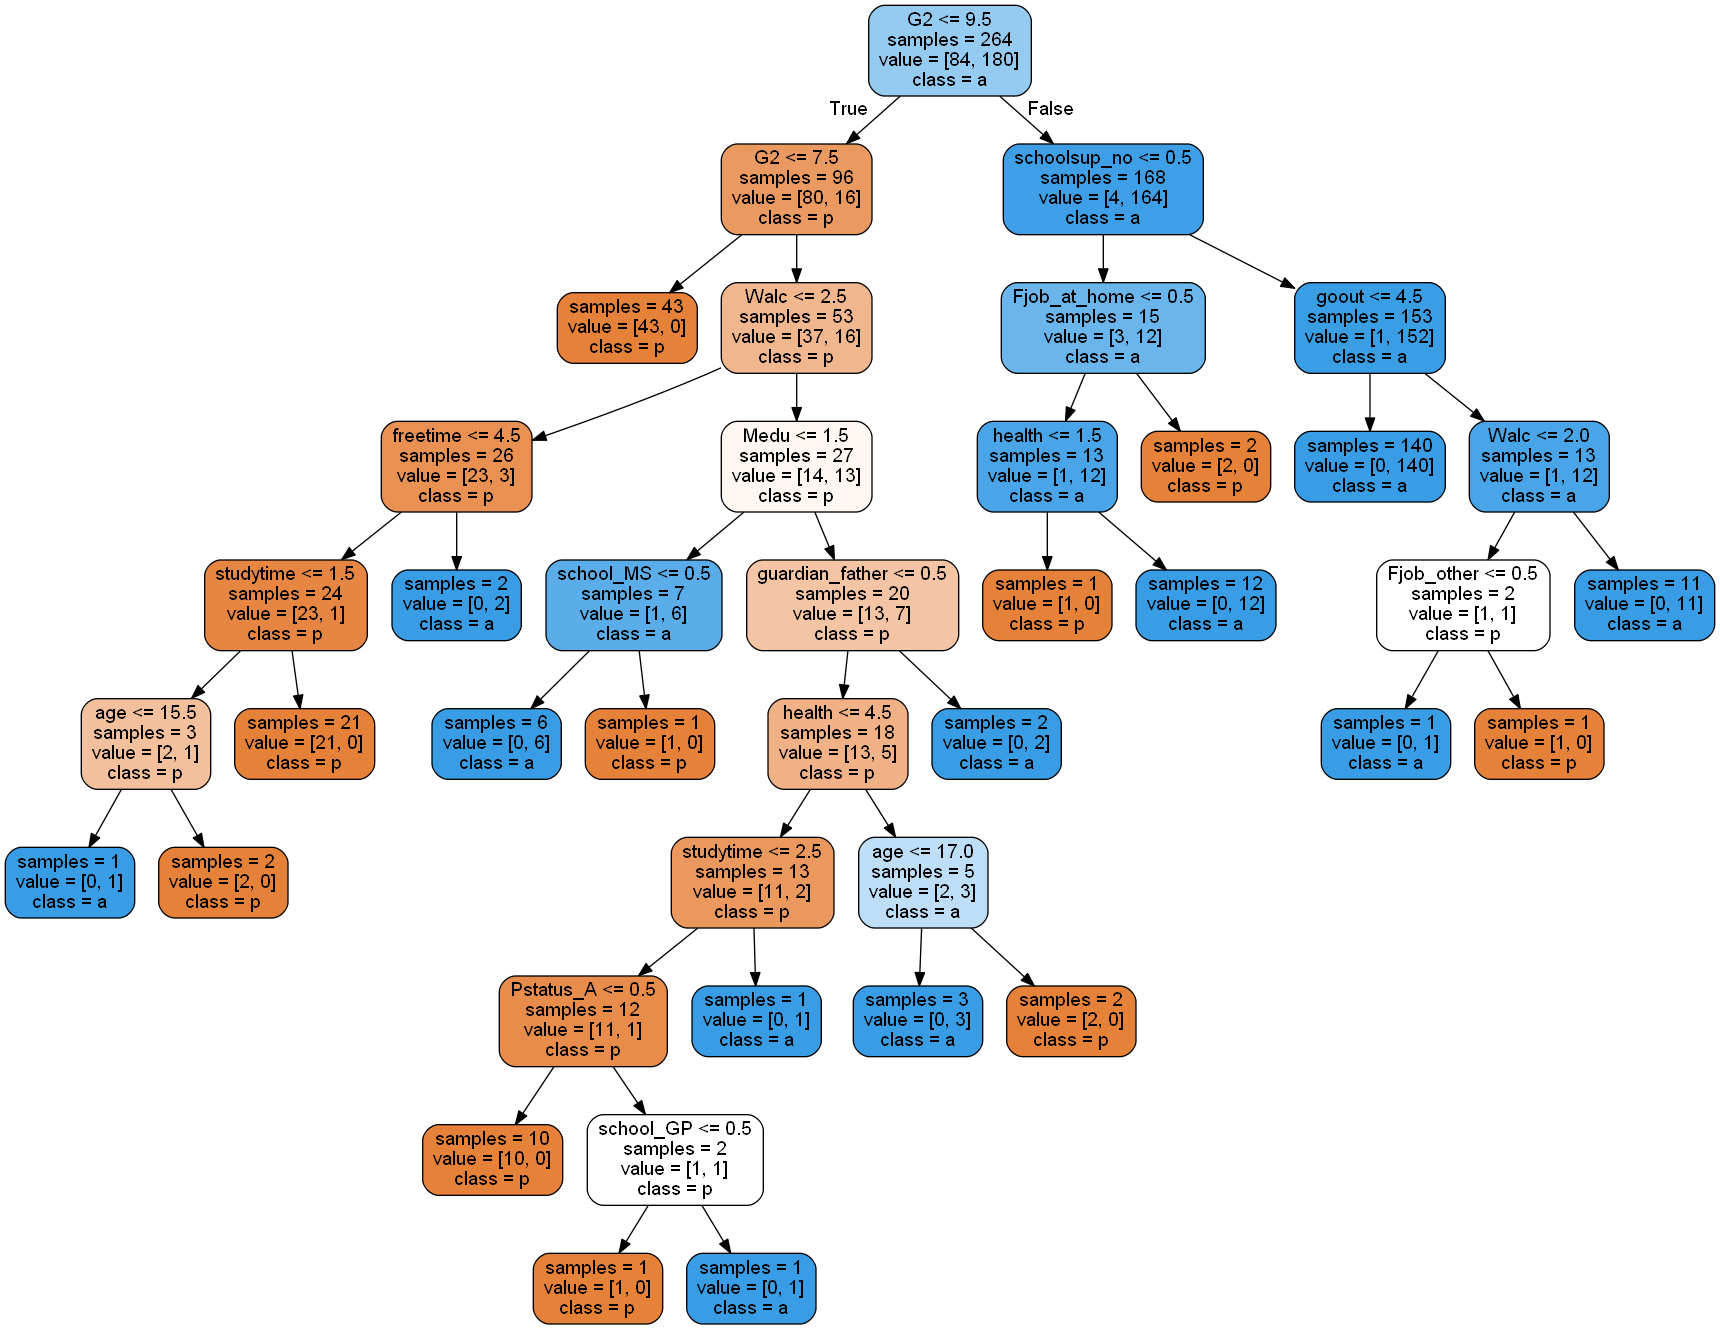 G2 <= 9.5
samples = 264
value = [84, 180]
class = a
True
False
G2 <= 7.5
samples = 96
value = [80, 16]
class = p
schoolsup_no <= 0.5
samples = 168
value = [4, 164]
class = a
samples = 43
value = [43, 0]
class = p
Walc <= 2.5
samples = 53
value = [37, 16]
class = p
Fjob_at_home <= 0.5
samples = 15
value = [3, 12]
class = a
goout <= 4.5
samples = 153
value = [1, 152]
class = a
freetime <= 4.5
samples = 26
value = [23, 3]
class = p
Medu <= 1.5
samples = 27
value = [14, 13]
class = p
health <= 1.5
samples = 13
value = [1, 12]
class = a
samples = 2
value = [2, 0]
class = p
samples = 140
value = [0, 140]
class = a
Walc <= 2.0
samples = 13
value = [1, 12]
class = a
studytime <= 1.5
samples = 24
value = [23, 1]
class = p
samples = 2
value = [0, 2]
class = a
school_MS <= 0.5
samples = 7
value = [1, 6]
class = a
guardian_father <= 0.5
samples = 20
value = [13, 7]
class = p
samples = 1
value = [1, 0]
class = p
samples = 12
value = [0, 12]
class = a
Fjob_other <= 0.5
samples = 2
value = [1, 1]
class = p
samples = 11
value = [0, 11]
class = a
age <= 15.5
samples = 3
value = [2, 1]
class = p
samples = 21
value = [21, 0]
class = p
samples = 6
value = [0, 6]
class = a
samples = 1
value = [1, 0]
class = p
health <= 4.5
samples = 18
value = [13, 5]
class = p
samples = 2
value = [0, 2]
class = a
samples = 1
value = [0, 1]
class = a
samples = 1
value = [1, 0]
class = p
samples = 1
value = [0, 1]
class = a
samples = 2
value = [2, 0]
class = p
studytime <= 2.5
samples = 13
value = [11, 2]
class = p
age <= 17.0
samples = 5
value = [2, 3]
class = a
Pstatus_A <= 0.5
samples = 12
value = [11, 1]
class = p
samples = 1
value = [0, 1]
class = a
samples = 3
value = [0, 3]
class = a
samples = 2
value = [2, 0]
class = p
samples = 10
value = [10, 0]
class = p
school_GP <= 0.5
samples = 2
value = [1, 1]
class = p
samples = 1
value = [1, 0]
class = p
samples = 1
value = [0, 1]
class = a